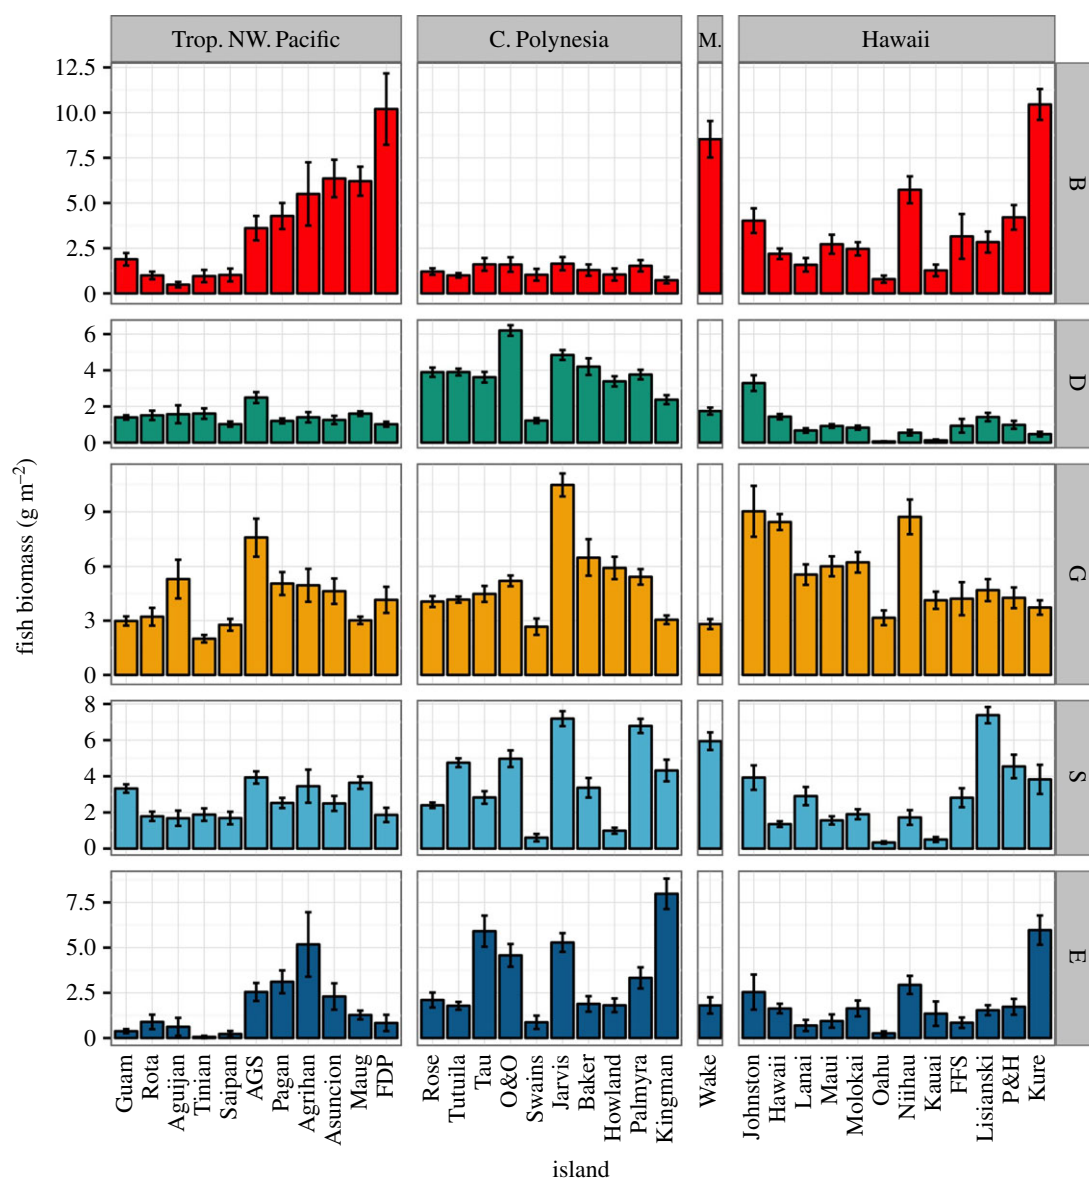 Trop. NW. Pacific C. Polynesia M. Hawaii
12.5
10.0
7.5
5.0
2.5
0
B
6
4
2
0
D
9
6
3
0
G
8
6
4
2
0
S
7.5
5.0
2.5
0
E
fish biomass (g m−2)
Guam Rota Aguijan Tinian Saipan AGS Pagan Agrihan Asuncion Maug FDP Rose Tutuila Tau O&O Swains Jarvis Baker Howland Palmyra Kingman Wake Johnston Hawaii Lanai Maui Molokai Oahu Niihau Kauai FFS Lisianski P&H Kure
island